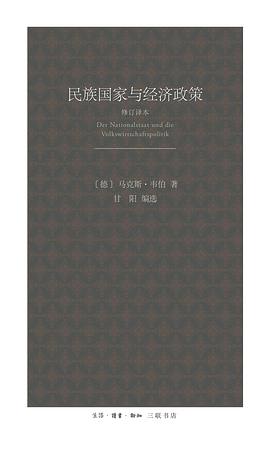 民族国家与经济政策
修订译本
Der Nationalstaat und die
Volkswirtschaftspolitik
［德］马克斯·韦伯 著
甘 阳 编选
生活·讀書·新知 三联书店